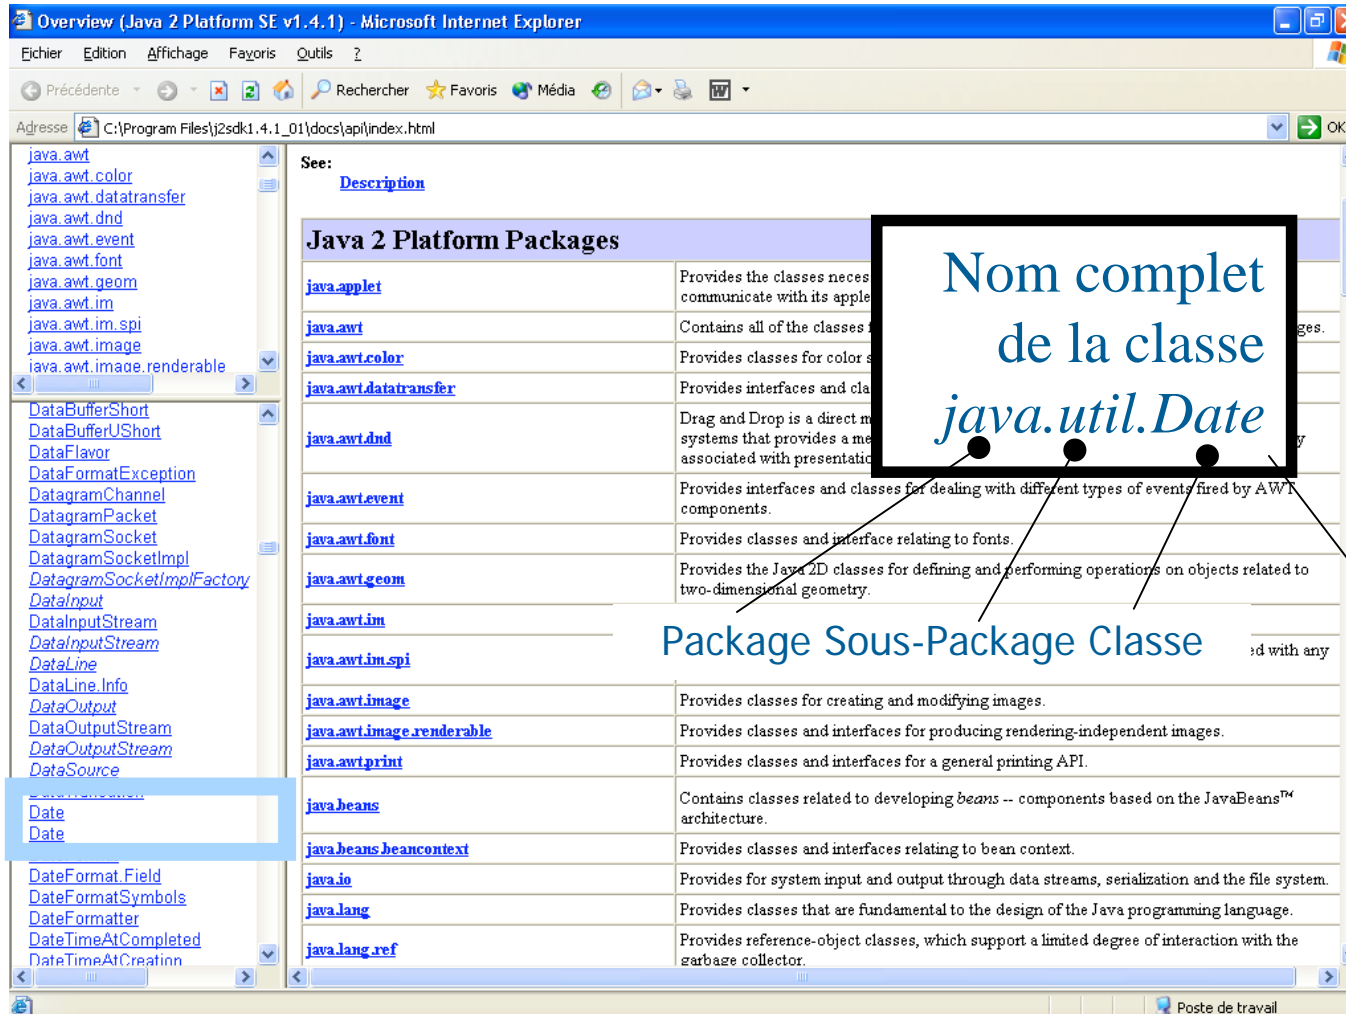 Overview (Java 2 Platform SE v1.4.1) - Microsoft Internet Explorer
Fichier Edition Affichage Favoris Outils ?
Précédente Rechercher Favoris Média
Adresse C:\Program Files\j2sdk1.4.1_01\docs\api\index.html OK
java.awt
java.awt.color
java.awt.datatransfer
java.awt.dnd
java.awt.event
java.awt.font
java.awt.geom
java.awt.im
java.awt.im.spi
java.awt.image
java.awt.image.renderable
DataBufferShort
DataBufferUShort
DataFlavor
DataFormatException
DatagramChannel
DatagramPacket
DatagramSocket
DatagramSocketImpl
DatagramSocketImplFactory
DataInput
DataInputStream
DataInputStream
DataLine
DataLine.Info
DataOutput
DataOutputStream
DataOutputStream
DataSource
Date
Date
DateFormat.Field
DateFormatSymbols
DateFormatter
DateTimeAtCompleted
DateTimeAtCreation
See:
Description
Java 2 Platform Packages
java.applet Provides the classes neces
communicate with its apple
java.awt Contains all of the classes ges.
java.awt.color Provides classes for color s
java.awt.datatransfer Provides interfaces and cla
java.awt.dnd Drag and Drop is a direct m
systems that provides a me y
associated with presentatio
java.awt.event Provides interfaces and classes for dealing with different types of events fired by AWT
components.
java.awt.font Provides classes and interface relating to fonts.
java.awt.geom Provides the Java 2D classes for defining and performing operations on objects related to
two-dimensional geometry.
java.awt.im
java.awt.im.spi ed with any
java.awt.image Provides classes for creating and modifying images.
java.awt.image.renderable Provides classes and interfaces for producing rendering-independent images.
java.awt.print Provides classes and interfaces for a general printing API.
java.beans Contains classes related to developing beans -- components based on the JavaBeans™
architecture.
java.beans.beancontext Provides classes and interfaces relating to bean context.
java.io Provides for system input and output through data streams, serialization and the file system.
java.lang Provides classes that are fundamental to the design of the Java programming language.
java.lang.ref Provides reference-object classes, which support a limited degree of interaction with the
garbage collector.
Nom complet
de la classe
java.util.Date
Package Sous-Package Classe
Poste de travail